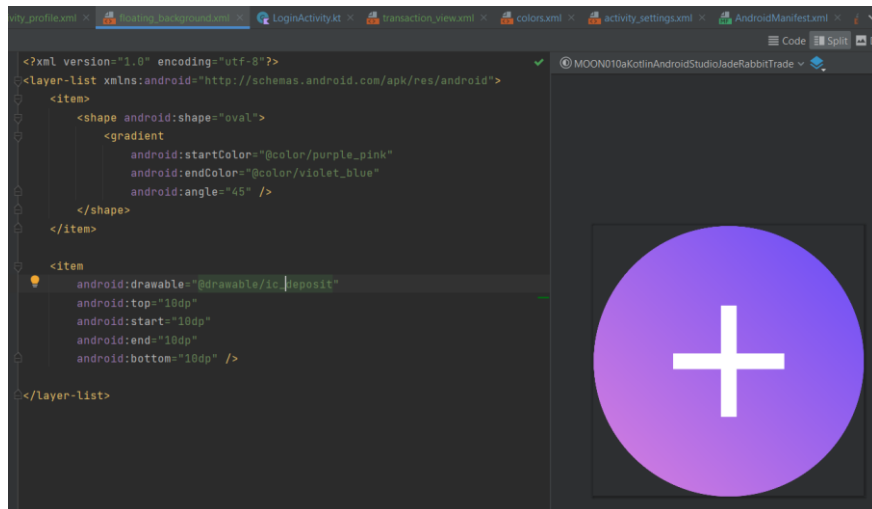 ivity_profile.xml × floating_background.xml × LoginActivity.kt × transaction_view.xml × colors.xml × activity_settings.xml × AndroidManifest.xml ×
Code Split
<?xml version="1.0" encoding="utf-8"?>
MOON010aKotlinAndroidStudioJadeRabbitTrade
<layer-list xmlns:android="http://schemas.android.com/apk/res/android">
<item>
<shape android:shape="oval">
<gradient
android:startColor="@color/purple_pink"
android:endColor="@color/violet_blue"
android:angle="45" />
</shape>
</item>
<item
android:drawable="@drawable/ic_deposit"
android:top="10dp"
android:start="10dp"
android:end="10dp"
android:bottom="10dp" />
</layer-list>